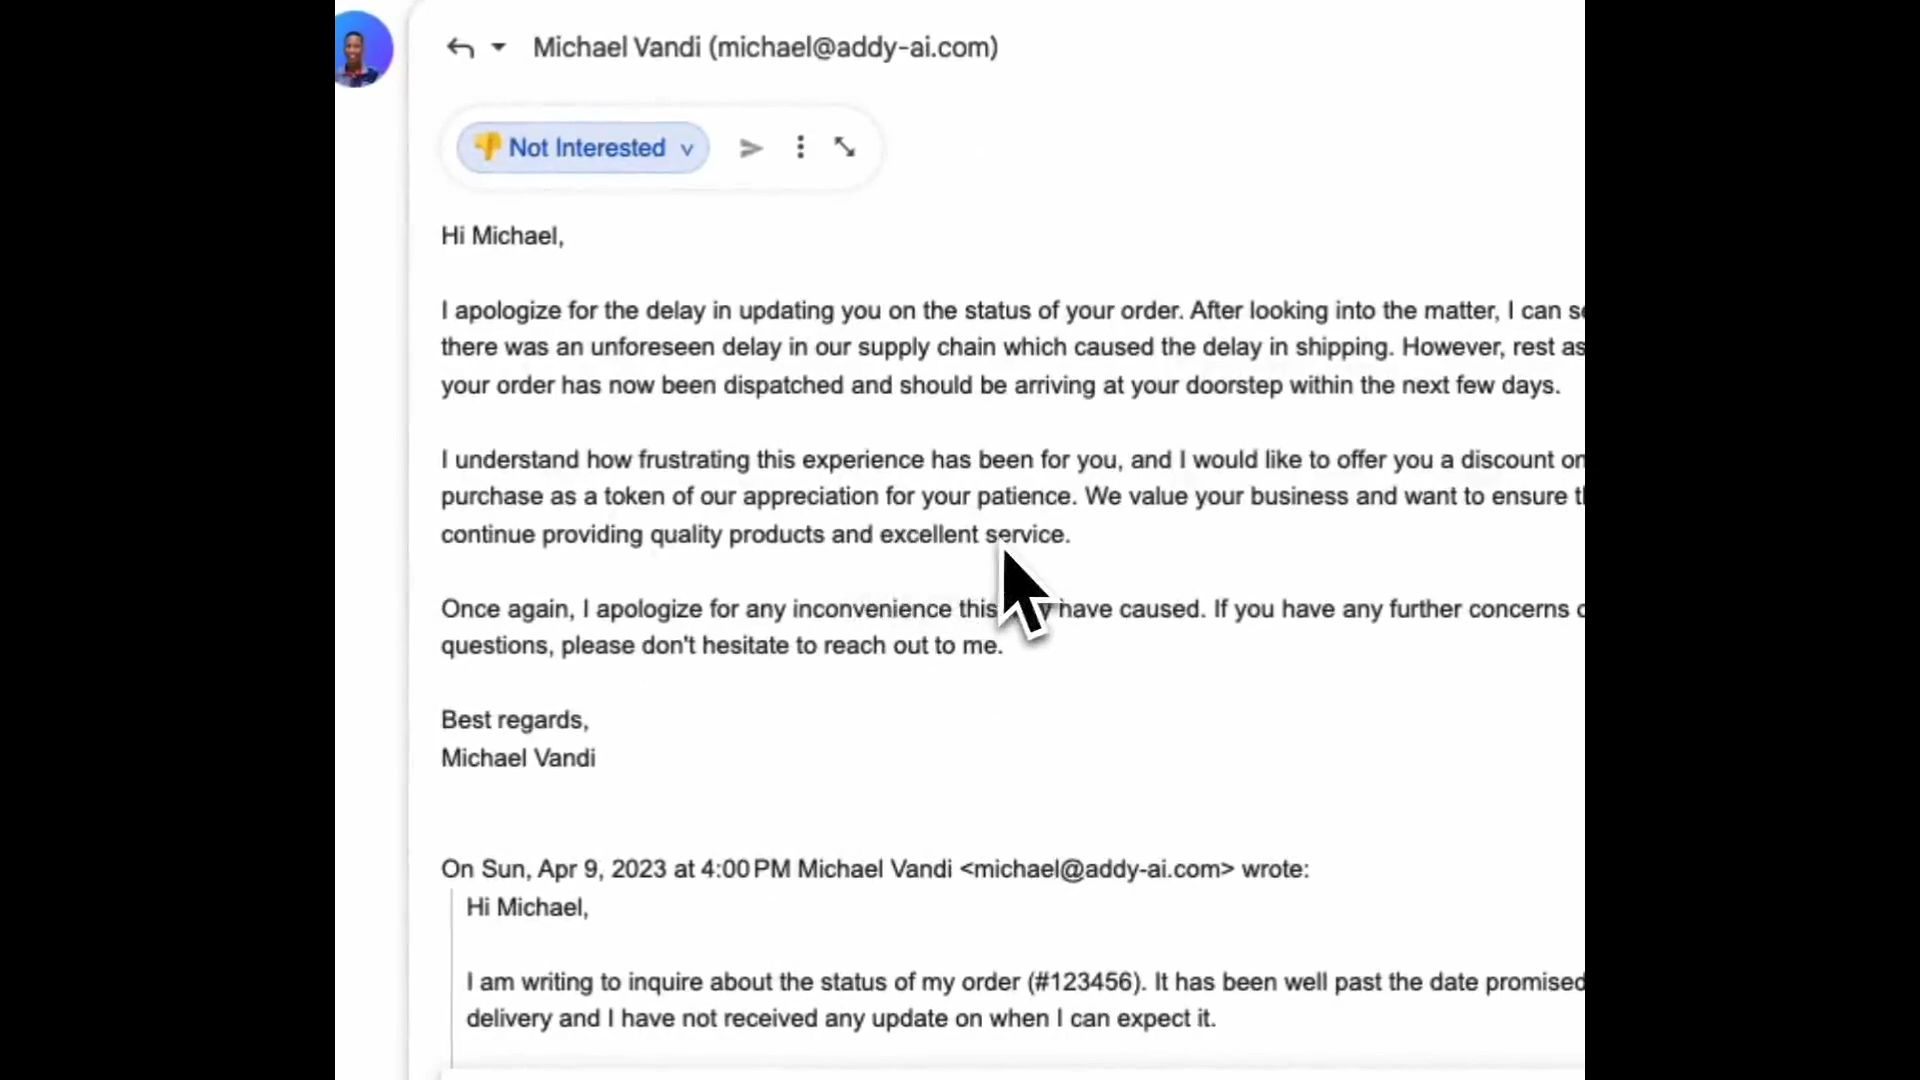 Michael Vandi (michael@addy-ai.com)
Not Interested
Hi Michael,
I apologize for the delay in updating you on the status of your order. After looking into the matter, I can
there was an unforeseen delay in our supply chain which caused the delay in shipping. However, rest
your order has now been dispatched and should be arriving at your doorstep within the next few days.
I understand how frustrating this experience has been for you, and I would like to offer you a discount on
purchase as a token of our appreciation for your patience. We value your business and want to ensure
continue providing quality products and excellent service.
Once again, I apologize for any inconvenience this have caused. If you have any further concerns
questions, please don't hesitate to reach out to me.
Best regards,
Michael Vandi
On Sun, Apr 9, 2023 at 4:00 PM Michael Vandi <michael@addy-ai.com> wrote:
Hi Michael,
I am writing to inquire about the status of my order (#123456). It has been well past the date promised
delivery and I have not received any update on when I can expect it.